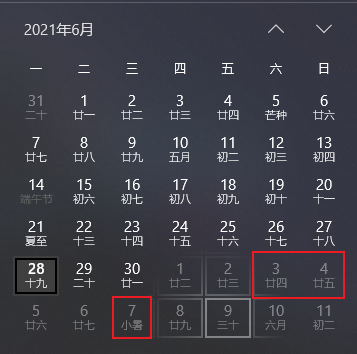 2021年6月
一 二 三 四 五 六 日
31 1 2 3 4 5 6
二十 廿一 廿二 廿三 廿四 芒种 廿六
7 8 9 10 11 12 13
廿七 廿八 廿九 五月 初二 初三 初四
14 15 16 17 18 19 20
端午节 初六 初七 初八 初九 初十 十一
21 22 23 24 25 26 27
夏至 十三 十四 十五 十六 十七 十八
28 29 30 1 2 3 4
十九 二十 廿一 廿二 廿三 廿四 廿五
5 6 7 8 9 10 11
廿六 廿七 小暑 廿九 三十 六月 初二